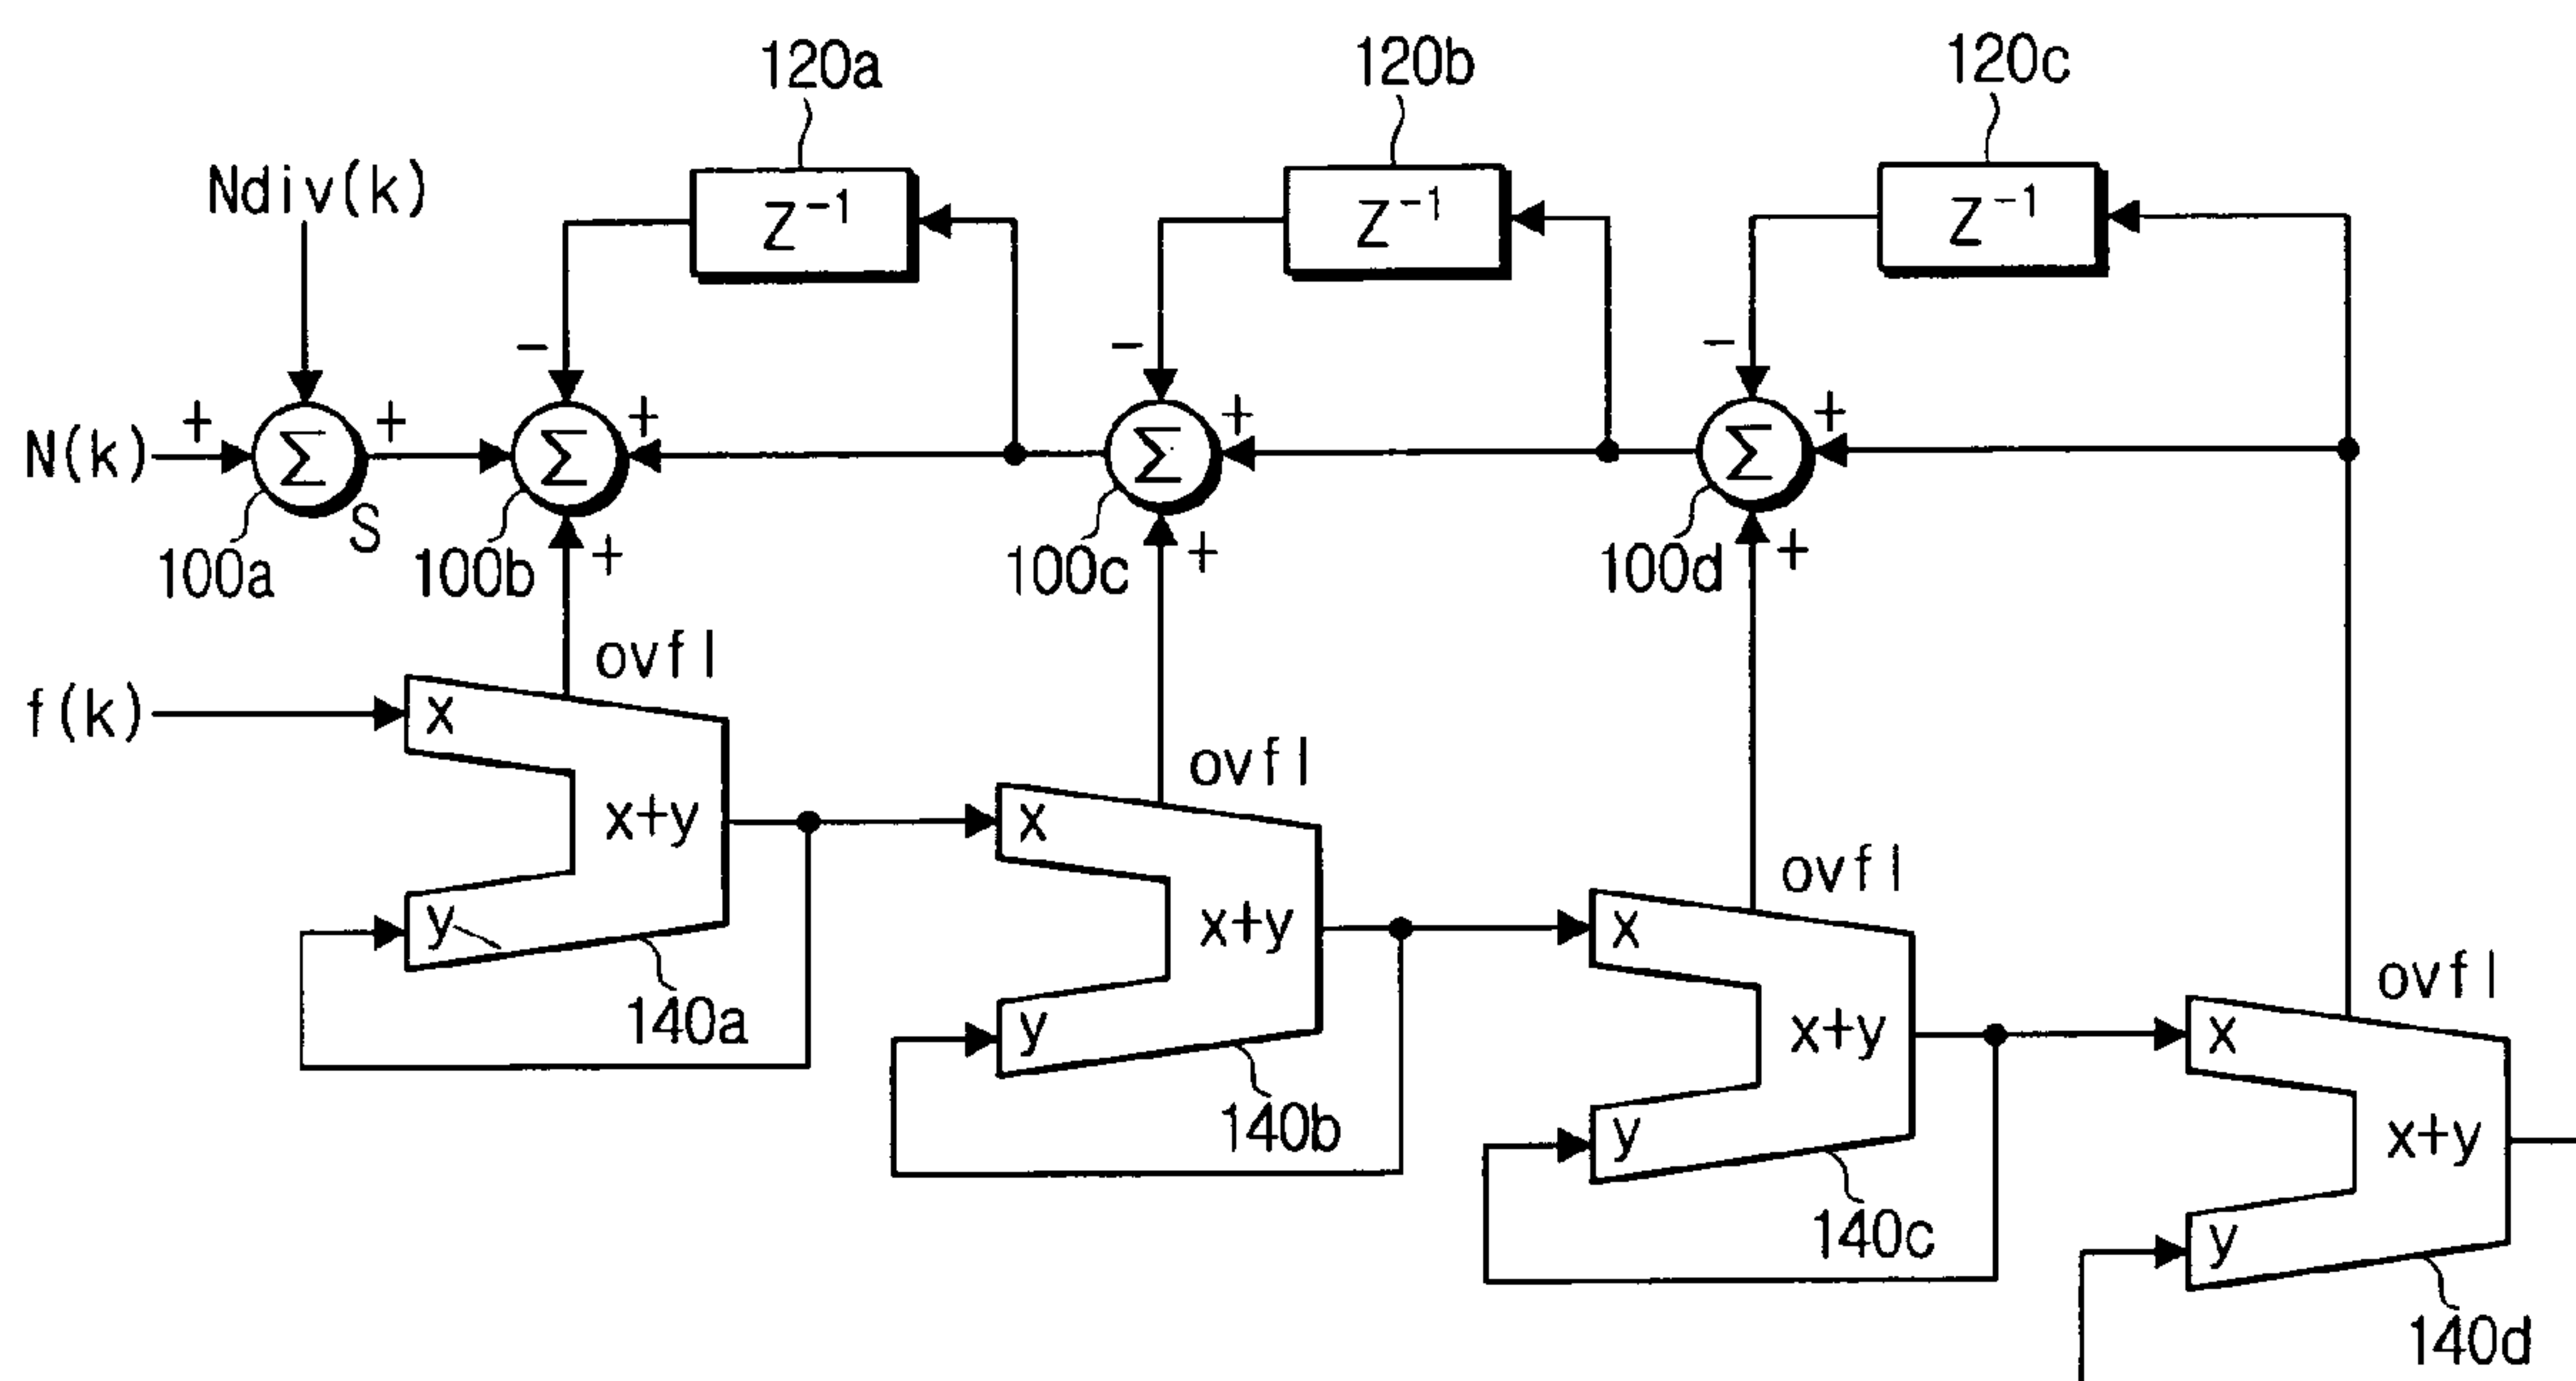 120a
120b
120c
Ndiv(k)
Z⁻¹
Z⁻¹
Z⁻¹
−
−
−
N(k)
+
Σ
+
Σ
+
Σ
+
Σ
+
S
100a
100b
+
100c
+
100d
+
ovfl
f(k)
x
x+y
y
140a
ovfl
x
x+y
y
140b
ovfl
x
x+y
y
140c
ovfl
x
x+y
y
140d